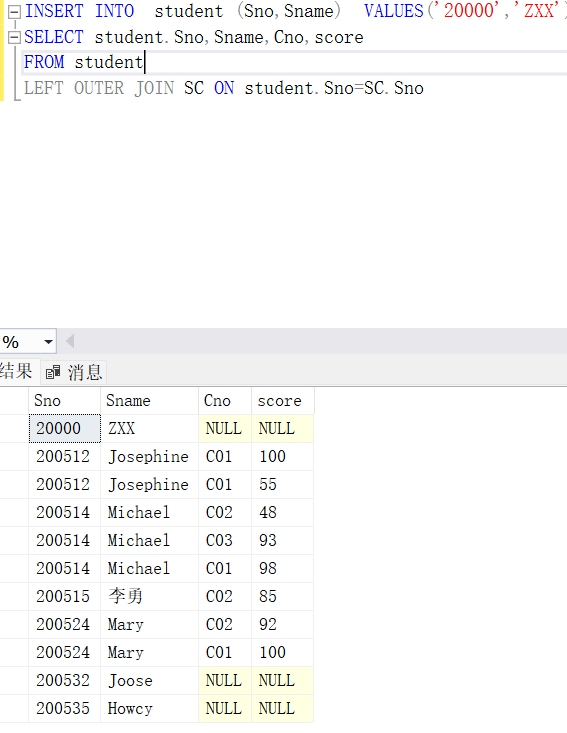 INSERT INTO  student (Sno,Sname)  VALUES('20000','ZXX')
SELECT student.Sno,Sname,Cno,score
FROM student
LEFT OUTER JOIN SC ON student.Sno=SC.Sno
%
结果 消息
Sno Sname Cno score
20000 ZXX NULL NULL
200512 Josephine C01 100
200512 Josephine C01 55
200514 Michael C02 48
200514 Michael C03 93
200514 Michael C01 98
200515 李勇 C02 85
200524 Mary C02 92
200524 Mary C01 100
200532 Joose NULL NULL
200535 Howcy NULL NULL